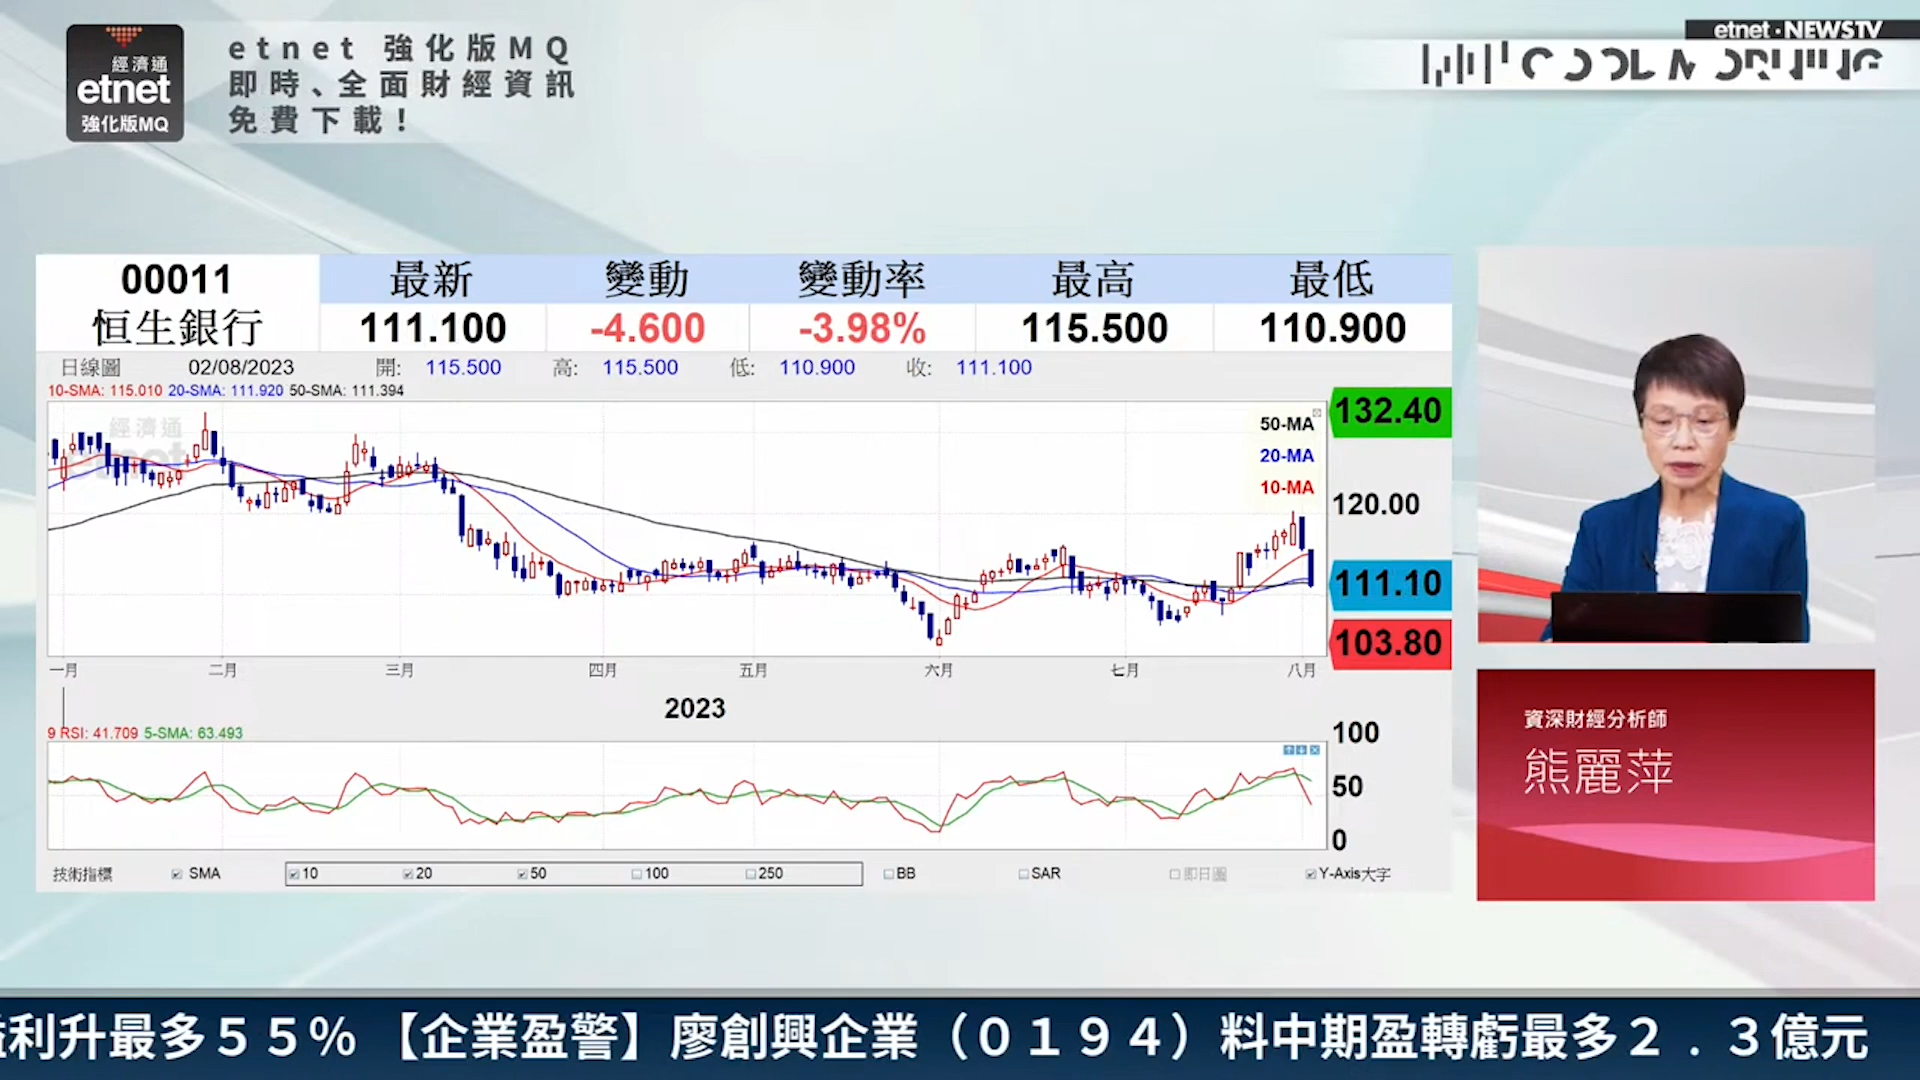 經濟通
etnet
強化版MQ
etnet 強化版MQ
即時、全面財經資訊
免費下載！
etnet·NEWSTV
00011
恒生銀行
最新 變動 變動率 最高 最低
111.100 -4.600 -3.98% 115.500 110.900
日線圖 02/08/2023 開: 115.500 高: 115.500 低: 110.900 收: 111.100
10-SMA: 115.010 20-SMA: 111.920 50-SMA: 111.394
經濟通
etnet
50-MA
20-MA
10-MA
132.40
120.00
111.10
103.80
一月 二月 三月 四月 五月 六月 七月 八月
2023
9 RSI: 41.709 5-SMA: 63.493
100
50
0
技術指標 SMA 10 20 50 100 250 BB SAR 即日圖 Y-Axis大字
資深財經分析師
熊麗萍
利升最多５５％ 【企業盈警】廖創興企業（０１９４）料中期盈轉虧最多２．３億元